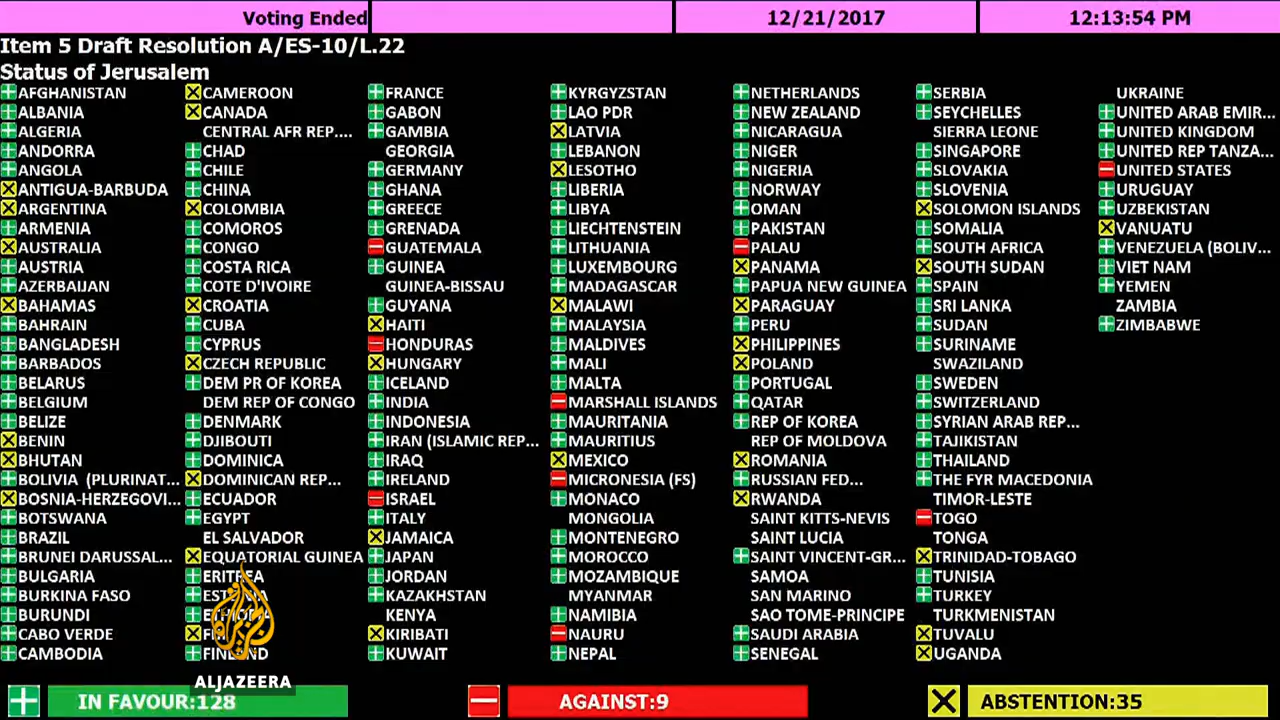 Voting Ended 12/21/2017 12:13:54 PM
Item 5 Draft Resolution A/ES-10/L.22
Status of Jerusalem
AFGHANISTAN
ALBANIA
ALGERIA
ANDORRA
ANGOLA
ANTIGUA-BARBUDA
ARGENTINA
ARMENIA
AUSTRALIA
AUSTRIA
AZERBAIJAN
BAHAMAS
BAHRAIN
BANGLADESH
BARBADOS
BELARUS
BELGIUM
BELIZE
BENIN
BHUTAN
BOLIVIA (PLURINAT...
BOSNIA-HERZEGOVI...
BOTSWANA
BRAZIL
BRUNEI DARUSSAL...
BULGARIA
BURKINA FASO
BURUNDI
CABO VERDE
CAMBODIA
CAMEROON
CANADA
CENTRAL AFR REP....
CHAD
CHILE
CHINA
COLOMBIA
COMOROS
CONGO
COSTA RICA
COTE D'IVOIRE
CROATIA
CUBA
CYPRUS
CZECH REPUBLIC
DEM PR OF KOREA
DEM REP OF CONGO
DENMARK
DJIBOUTI
DOMINICA
DOMINICAN REP...
ECUADOR
EGYPT
EL SALVADOR
EQUATORIAL GUINEA
ERITREA
ESTONIA
ETHIOPIA
FINLAND
FRANCE
GABON
GAMBIA
GEORGIA
GERMANY
GHANA
GREECE
GRENADA
GUATEMALA
GUINEA
GUINEA-BISSAU
GUYANA
HAITI
HONDURAS
HUNGARY
ICELAND
INDIA
INDONESIA
IRAN (ISLAMIC REP...
IRAQ
IRELAND
ISRAEL
ITALY
JAMAICA
JAPAN
JORDAN
KAZAKHSTAN
KENYA
KIRIBATI
KUWAIT
KYRGYZSTAN
LAO PDR
LATVIA
LEBANON
LESOTHO
LIBERIA
LIBYA
LIECHTENSTEIN
LITHUANIA
LUXEMBOURG
MADAGASCAR
MALAWI
MALAYSIA
MALDIVES
MALI
MALTA
MARSHALL ISLANDS
MAURITANIA
MAURITIUS
MEXICO
MICRONESIA (FS)
MONACO
MONGOLIA
MONTENEGRO
MOROCCO
MOZAMBIQUE
MYANMAR
NAMIBIA
NAURU
NEPAL
NETHERLANDS
NEW ZEALAND
NICARAGUA
NIGER
NIGERIA
NORWAY
OMAN
PAKISTAN
PALAU
PANAMA
PAPUA NEW GUINEA
PARAGUAY
PERU
PHILIPPINES
POLAND
PORTUGAL
QATAR
REP OF KOREA
REP OF MOLDOVA
ROMANIA
RUSSIAN FED...
RWANDA
SAINT KITTS-NEVIS
SAINT LUCIA
SAINT VINCENT-GR...
SAMOA
SAN MARINO
SAO TOME-PRINCIPE
SAUDI ARABIA
SENEGAL
SERBIA
SEYCHELLES
SIERRA LEONE
SINGAPORE
SLOVAKIA
SLOVENIA
SOLOMON ISLANDS
SOMALIA
SOUTH AFRICA
SOUTH SUDAN
SPAIN
SRI LANKA
SUDAN
SURINAME
SWAZILAND
SWEDEN
SWITZERLAND
SYRIAN ARAB REP...
TAJIKISTAN
THAILAND
THE FYR MACEDONIA
TIMOR-LESTE
TOGO
TONGA
TRINIDAD-TOBAGO
TUNISIA
TURKEY
TURKMENISTAN
TUVALU
UGANDA
UKRAINE
UNITED ARAB EMIR...
UNITED KINGDOM
UNITED REP TANZA...
UNITED STATES
URUGUAY
UZBEKISTAN
VANUATU
VENEZUELA (BOLIV...
VIET NAM
YEMEN
ZAMBIA
ZIMBABWE
ALJAZEERA
IN FAVOUR:128 AGAINST:9 ABSTENTION:35